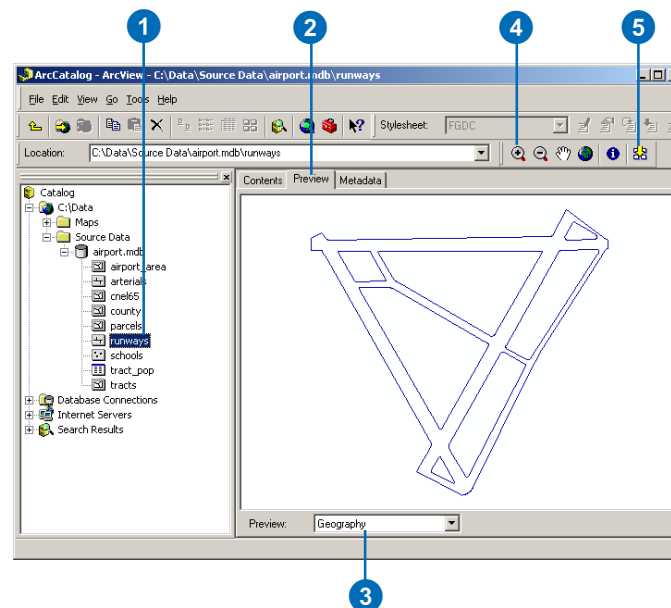 1 2 4 5
ArcCatalog - ArcView - C:\Data\Source Data\airport.mdb\runways
File Edit View Go Tools Help
Stylesheet: FGDC
Location: C:\Data\Source Data\airport.mdb\runways
Contents Preview Metadata
Catalog
C:\Data
Maps
Source Data
airport.mdb
airport_area
arterials
cnel65
county
parcels
runways
schools
tract_pop
tracts
Database Connections
Internet Servers
Search Results
Preview: Geography
3